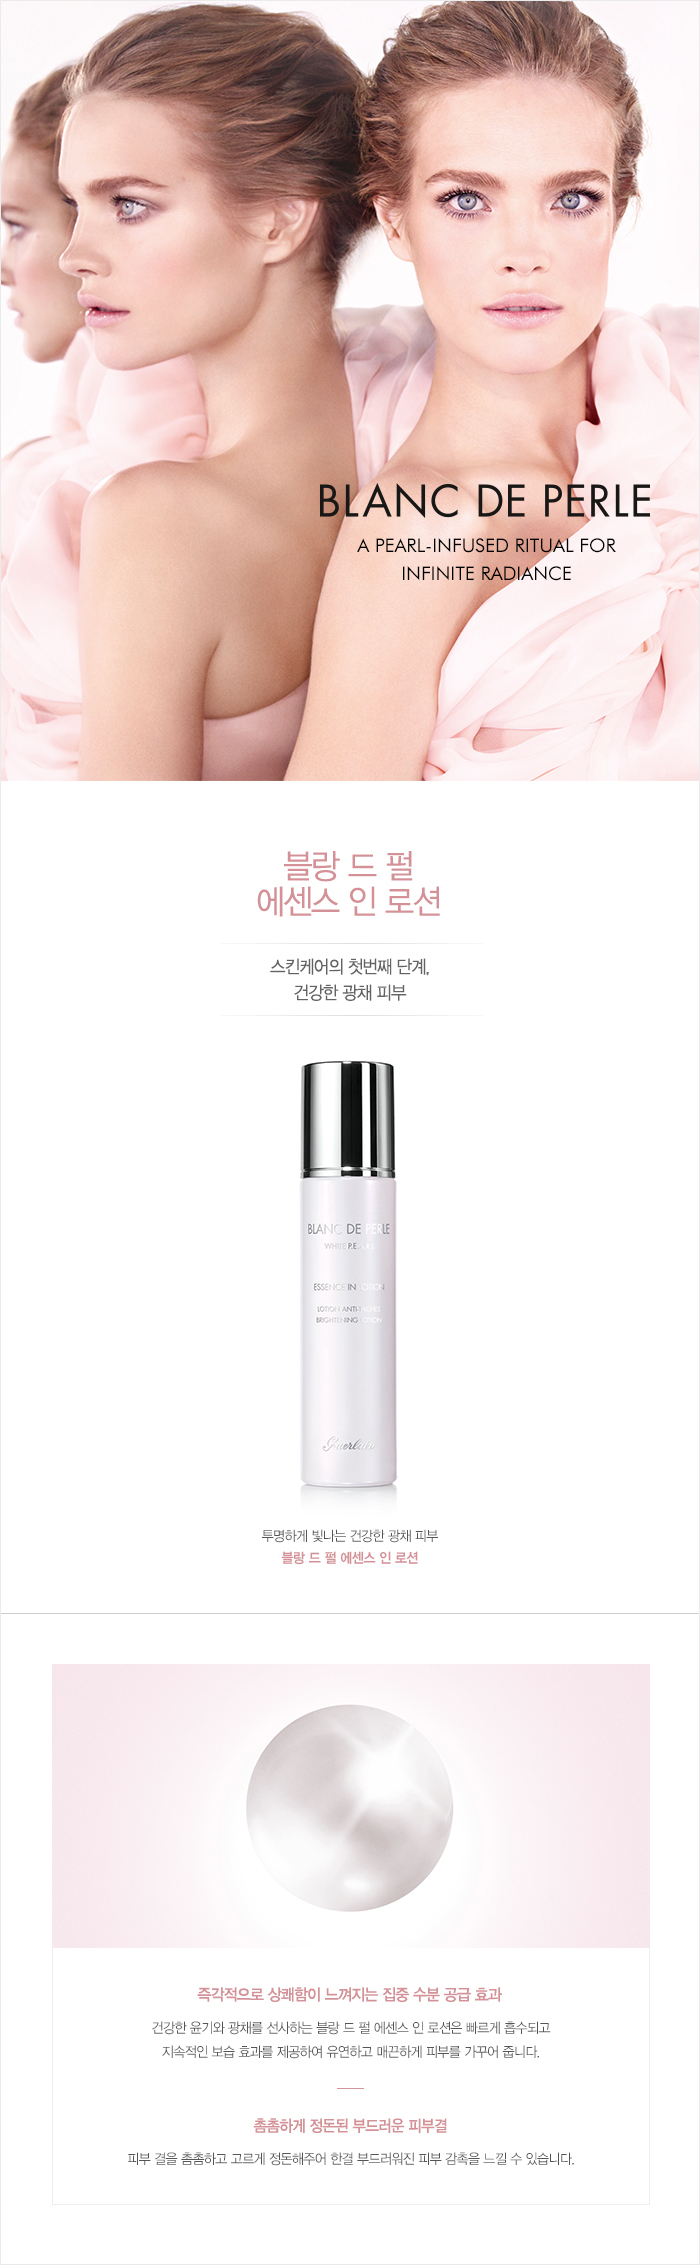 BLANC DE PERLE
A PEARL-INFUSED RITUAL FOR
INFINITE RADIANCE
블랑 드 펄
에센스 인 로션
스킨케어의 첫번째 단계,
건강한 광채 피부
BLANC DE PERLE
ESSENCE IN LOTION
LOTION ANTI-TACHES
BRIGHTENING LOTION
Guerlain
투명하게 빛나는 건강한 광채 피부
블랑 드 펄 에센스 인 로션
즉각적으로 상쾌함이 느껴지는 집중 수분 공급 효과
건강한 윤기와 광채를 선사하는 블랑 드 펄 에센스 인 로션은 빠르게 흡수되고
지속적인 보습 효과를 제공하여 유연하고 매끈하게 피부를 가꾸어 줍니다.
촘촘하게 정돈된 부드러운 피부결
피부 결을 촘촘하고 고르게 정돈해주어 한결 부드러워진 피부 감촉을 느낄 수 있습니다.